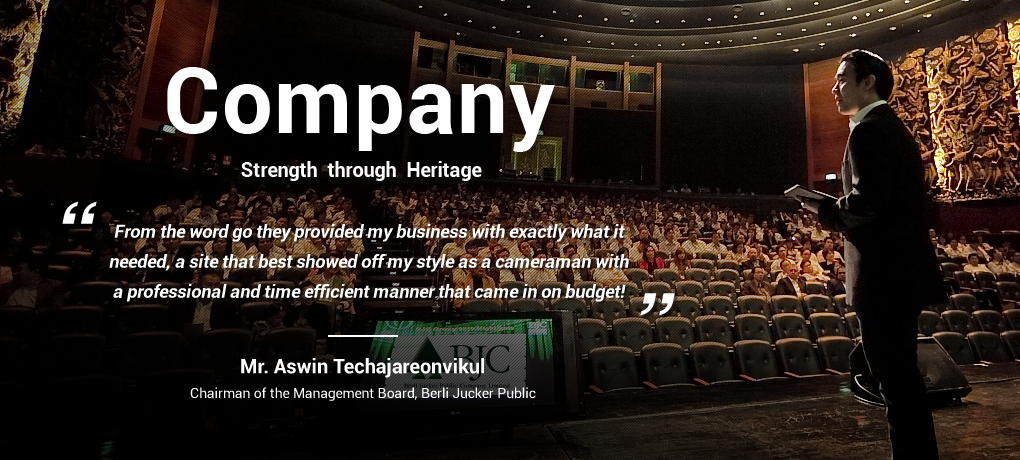 Company
Strength through Heritage
“
From the word go they provided my business with exactly what it
needed, a site that best showed off my style as a cameraman with
a professional and time efficient manner that came in on budget!
”
BJC
Mr. Aswin Techajareonvikul
Chairman of the Management Board, Berli Jucker Public